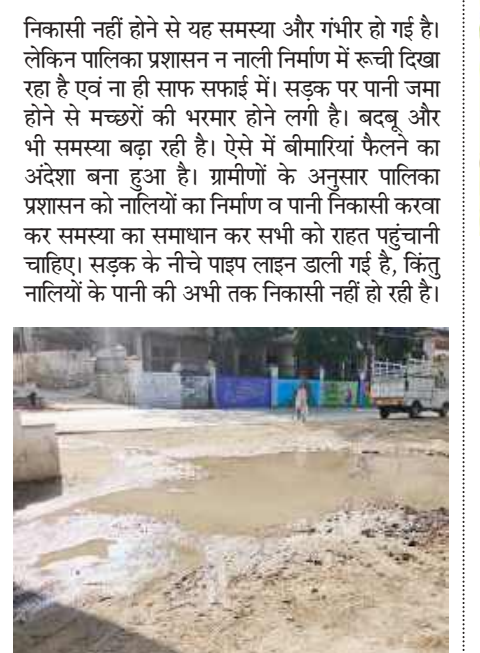 निकासी नहीं होने से यह समस्या और गंभीर हो गई है।
लेकिन पालिका प्रशासन न नाली निर्माण में रूची दिखा
रहा है एवं ना ही साफ सफाई में। सड़क पर पानी जमा
होने से मच्छरों की भरमार होने लगी है। बदबू और
भी समस्या बढ़ा रही है। ऐसे में बीमारियां फैलने का
अंदेशा बना हुआ है। ग्रामीणों के अनुसार पालिका
प्रशासन को नालियों का निर्माण व पानी निकासी करवा
कर समस्या का समाधान कर सभी को राहत पहुंचानी
चाहिए। सड़क के नीचे पाइप लाइन डाली गई है, किंतु
नालियों के पानी की अभी तक निकासी नहीं हो रही है।